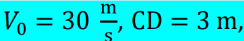 V₀ = 30 m/s, CD = 3 m,